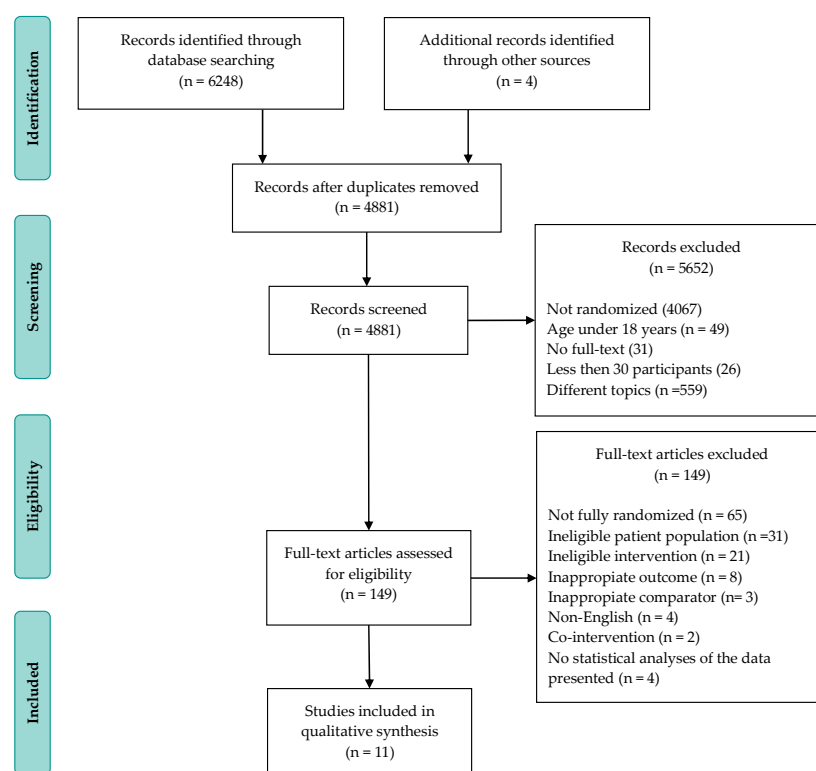 Identification
Records identified through
database searching
(n = 6248)
Additional records identified
through other sources
(n = 4)
Records after duplicates removed
(n = 4881)
Screening
Records screened
(n = 4881)
Records excluded
(n = 5652)
Not randomized (4067)
Age under 18 years (n = 49)
No full-text (31)
Less then 30 participants (26)
Different topics (n =559)
Eligibility
Full-text articles assessed
for eligibility
(n = 149)
Full-text articles excluded
(n = 149)
Not fully randomized (n = 65)
Ineligible patient population (n =31)
Ineligible intervention (n = 21)
Inappropiate outcome (n = 8)
Inappropiate comparator (n= 3)
Non-English (n = 4)
Co-intervention (n = 2)
No statistical analyses of the data
presented (n = 4)
Included
Studies included in
qualitative synthesis
(n = 11)